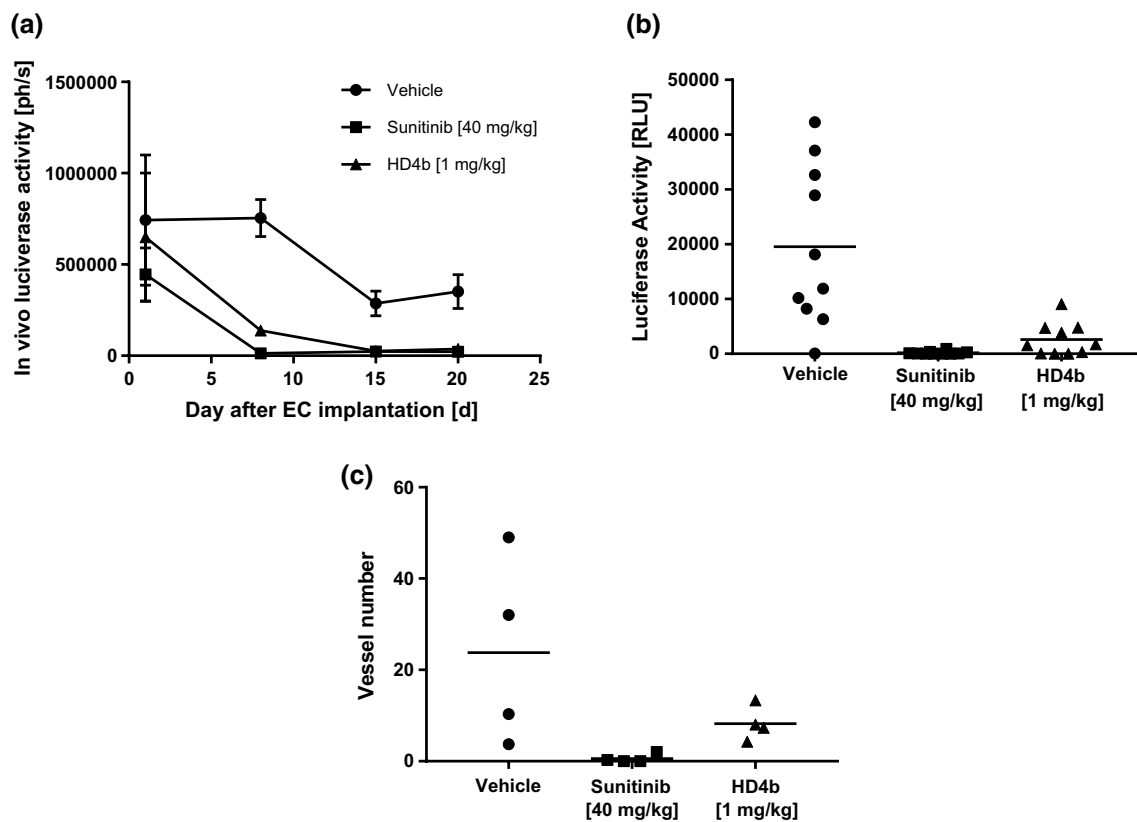 (a)
In vivo luciverase activity [ph/s]
1500000
1000000
500000
0
0 5 10 15 20 25
Day after EC implantation [d]
Vehicle
Sunitinib [40 mg/kg]
HD4b [1 mg/kg]
(b)
Luciferase Activity [RLU]
50000
40000
30000
20000
10000
0
Vehicle Sunitinib HD4b
[40 mg/kg] [1 mg/kg]
(c)
Vessel number
60
40
20
0
Vehicle Sunitinib HD4b
[40 mg/kg] [1 mg/kg]